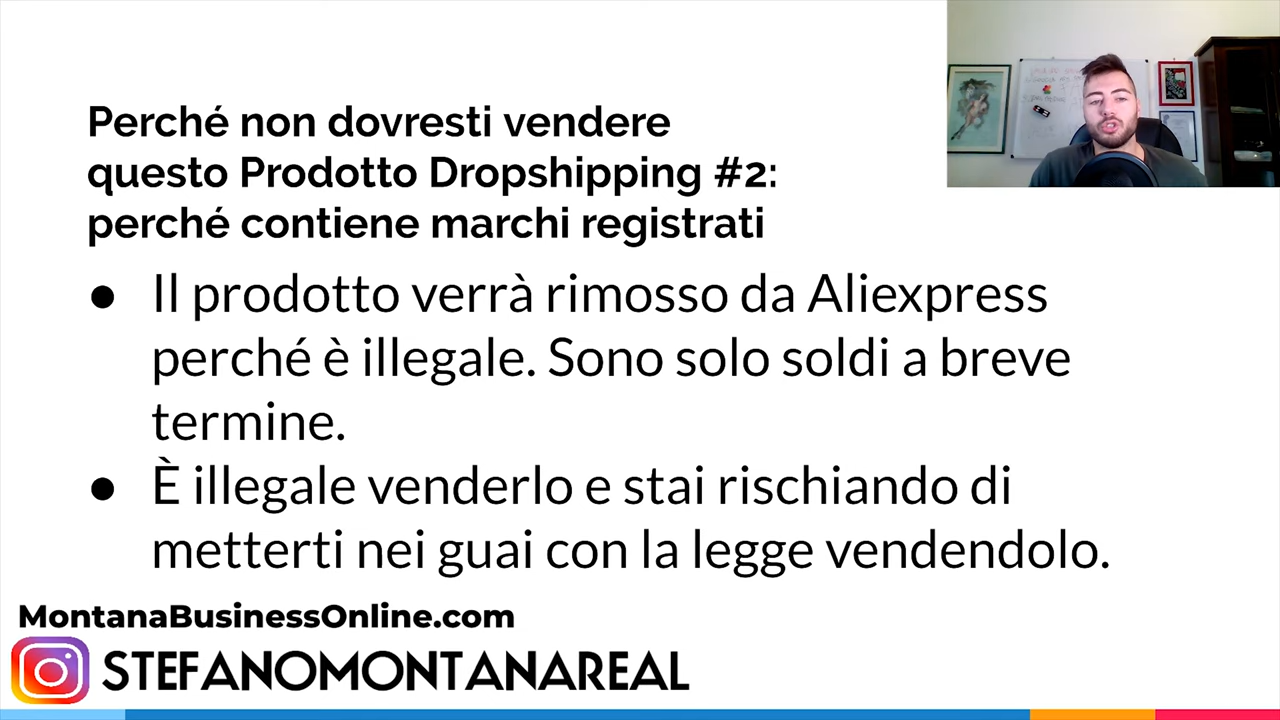 Perché non dovresti vendere
questo Prodotto Dropshipping #2:
perché contiene marchi registrati
● Il prodotto verrà rimosso da Aliexpress
perché è illegale. Sono solo soldi a breve
termine.
● È illegale venderlo e stai rischiando di
metterti nei guai con la legge vendendolo.
MontanaBusinessOnline.com
STEFANOMONTANAREAL